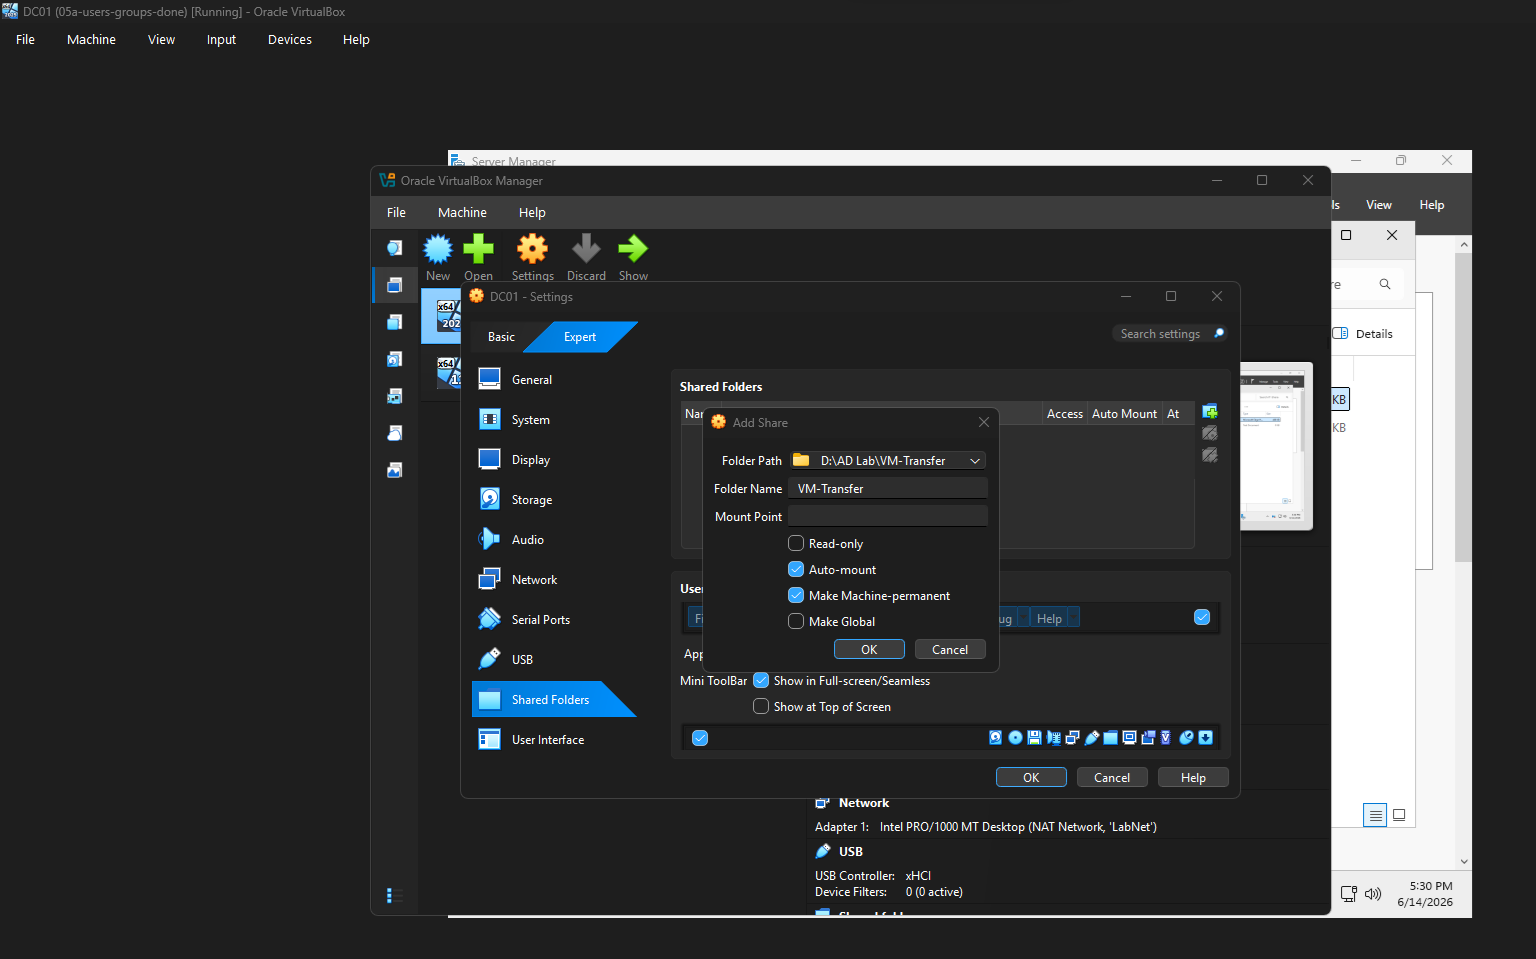 DC01 (05a-users-groups-done) [Running] - Oracle VirtualBox
File Machine View Input Devices Help
Server Manager
Oracle VirtualBox Manager
File Machine Help
View Help
New Open Settings Discard Show
DC01 - Settings
Basic Expert
Search settings
Details
General
System
Display
Storage
Audio
Network
Serial Ports
USB
Shared Folders
User Interface
Shared Folders
Access Auto Mount At
KB
KB
Add Share
Folder Path D:\AD Lab\VM-Transfer
Folder Name VM-Transfer
Mount Point
Read-only
Auto-mount
Make Machine-permanent
Make Global
OK Cancel
Help
Mini ToolBar Show in Full-screen/Seamless
Show at Top of Screen
OK Cancel Help
Network
Adapter 1: Intel PRO/1000 MT Desktop (NAT Network, 'LabNet')
USB
USB Controller: xHCI
Device Filters: 0 (0 active)
5:30 PM
6/14/2026